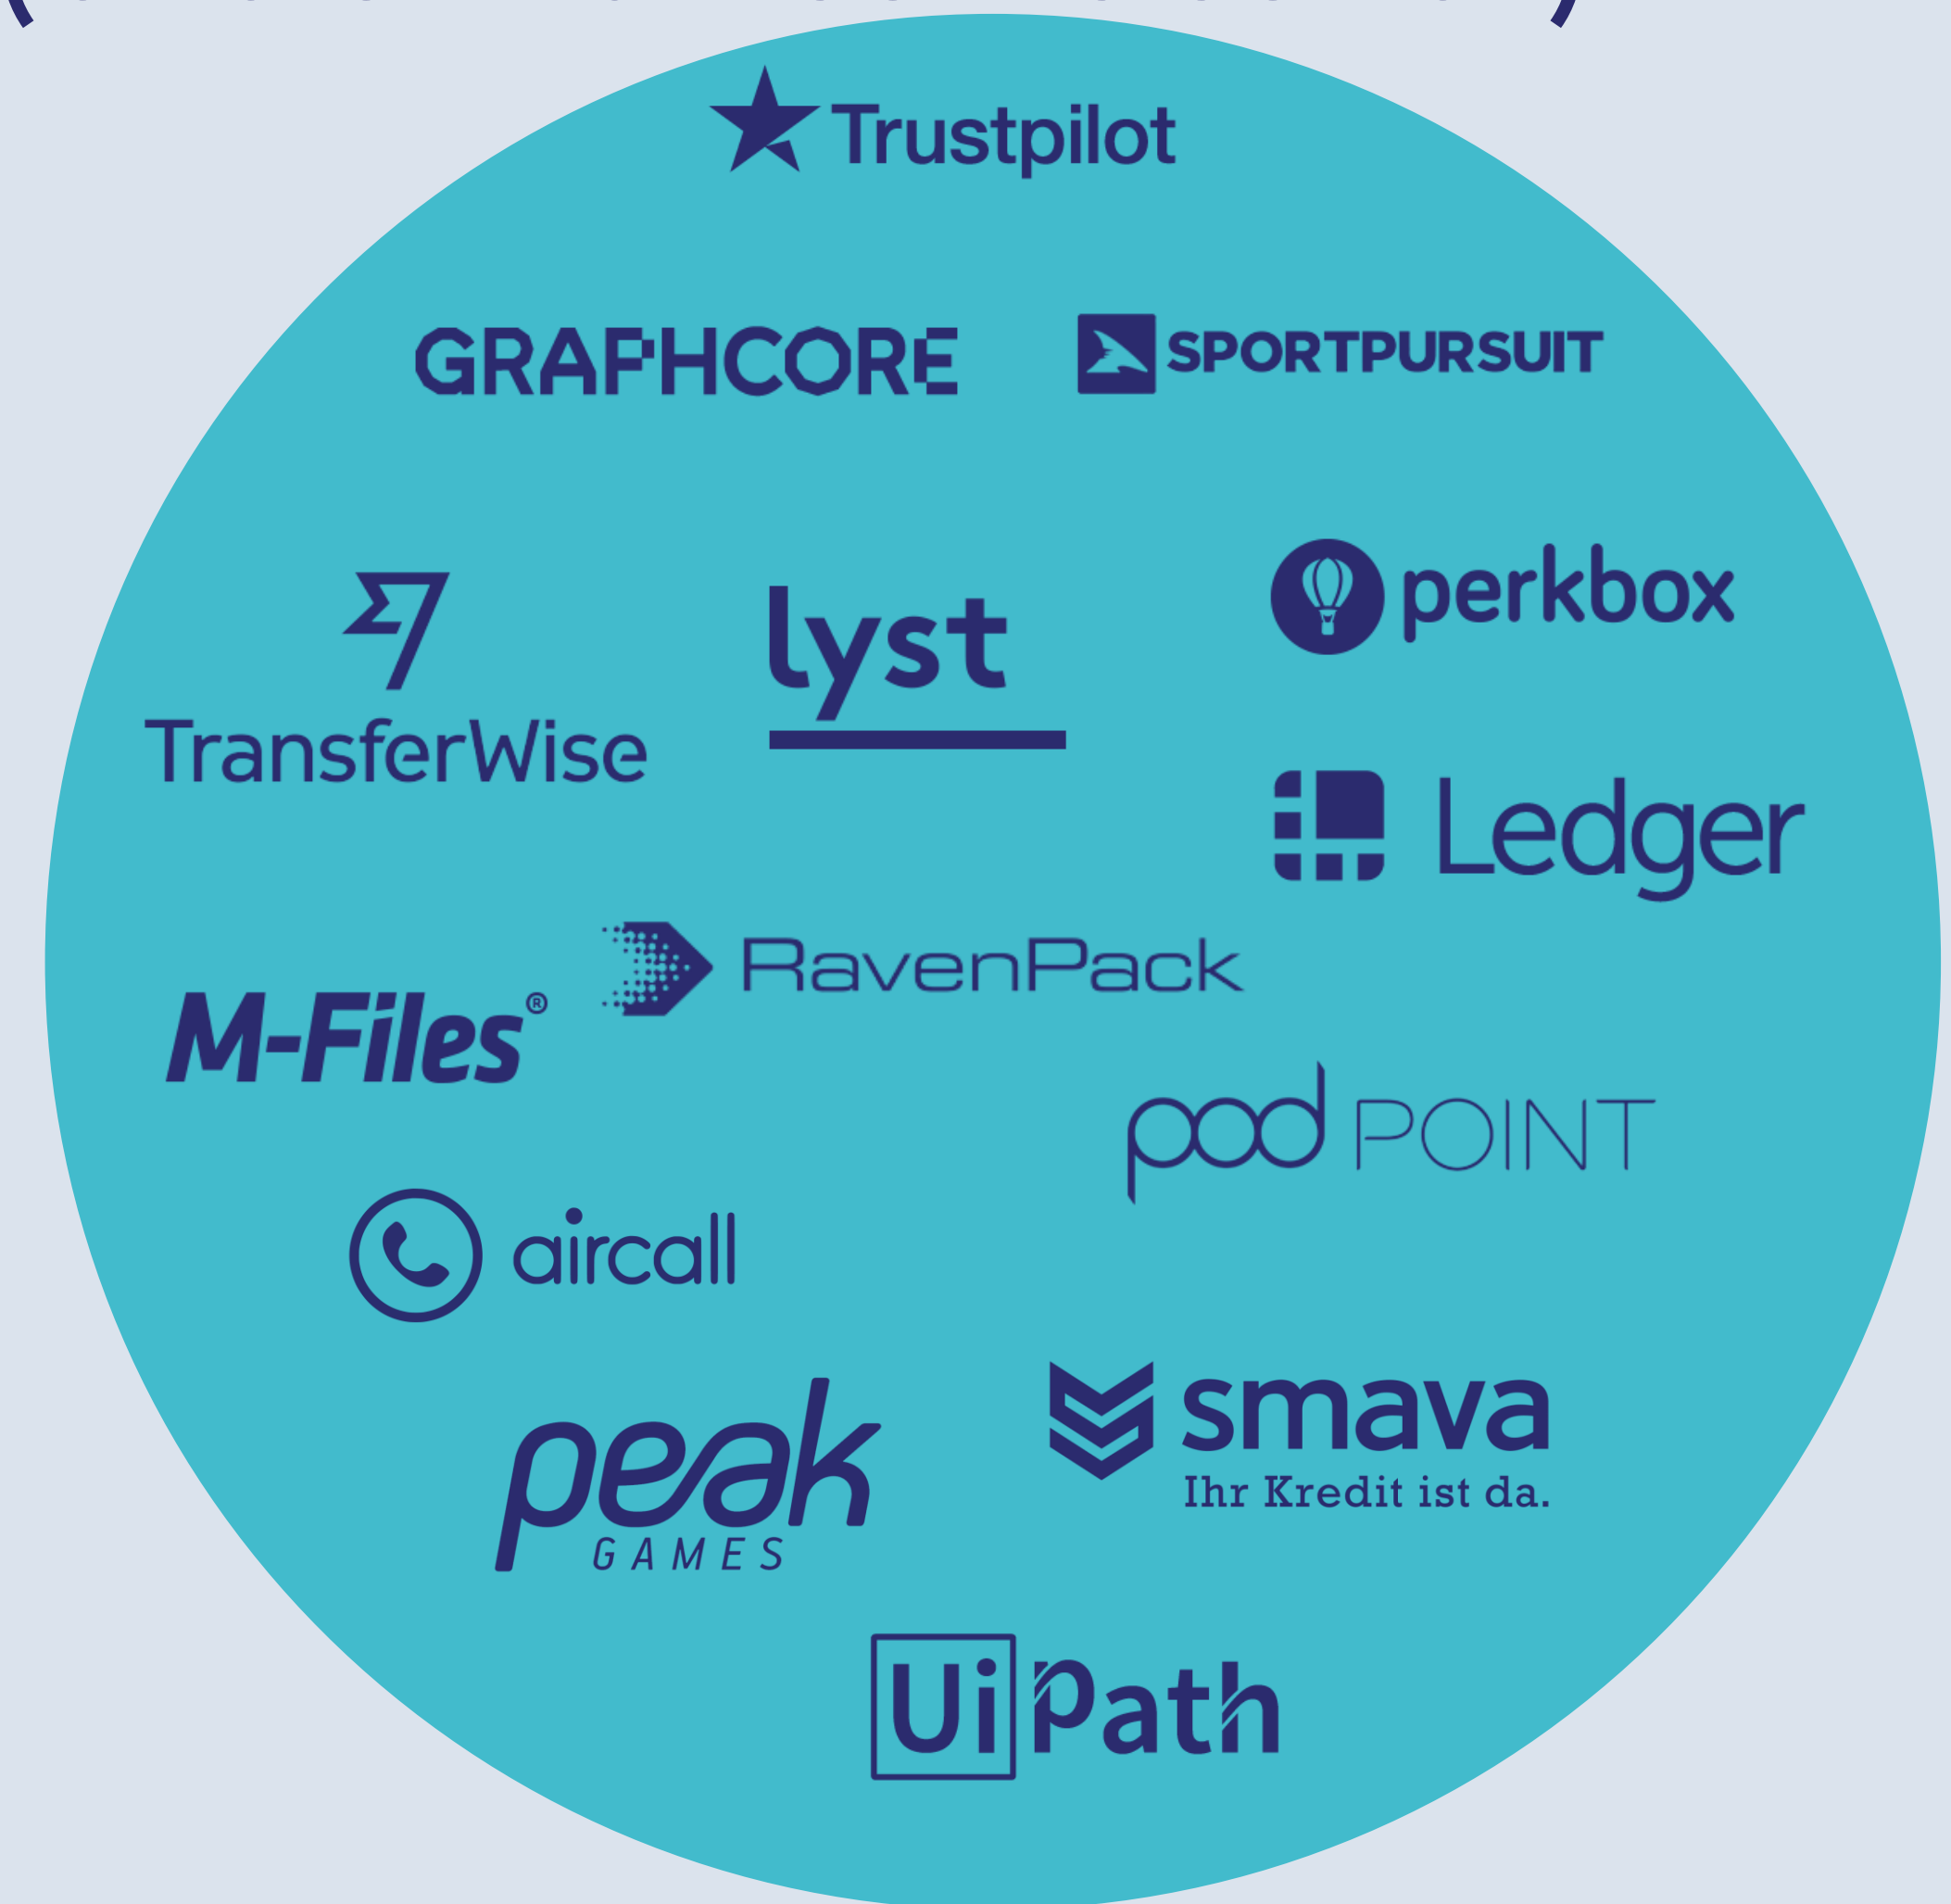 Trustpilot
GRAPHCORE
SPORTPURSUIT
perkbox
TransferWise
lyst
Ledger
RavenPack
M-Files®
pod POINT
aircall
smava
Ihr Kredit ist da.
peak
GAMES
UiPath